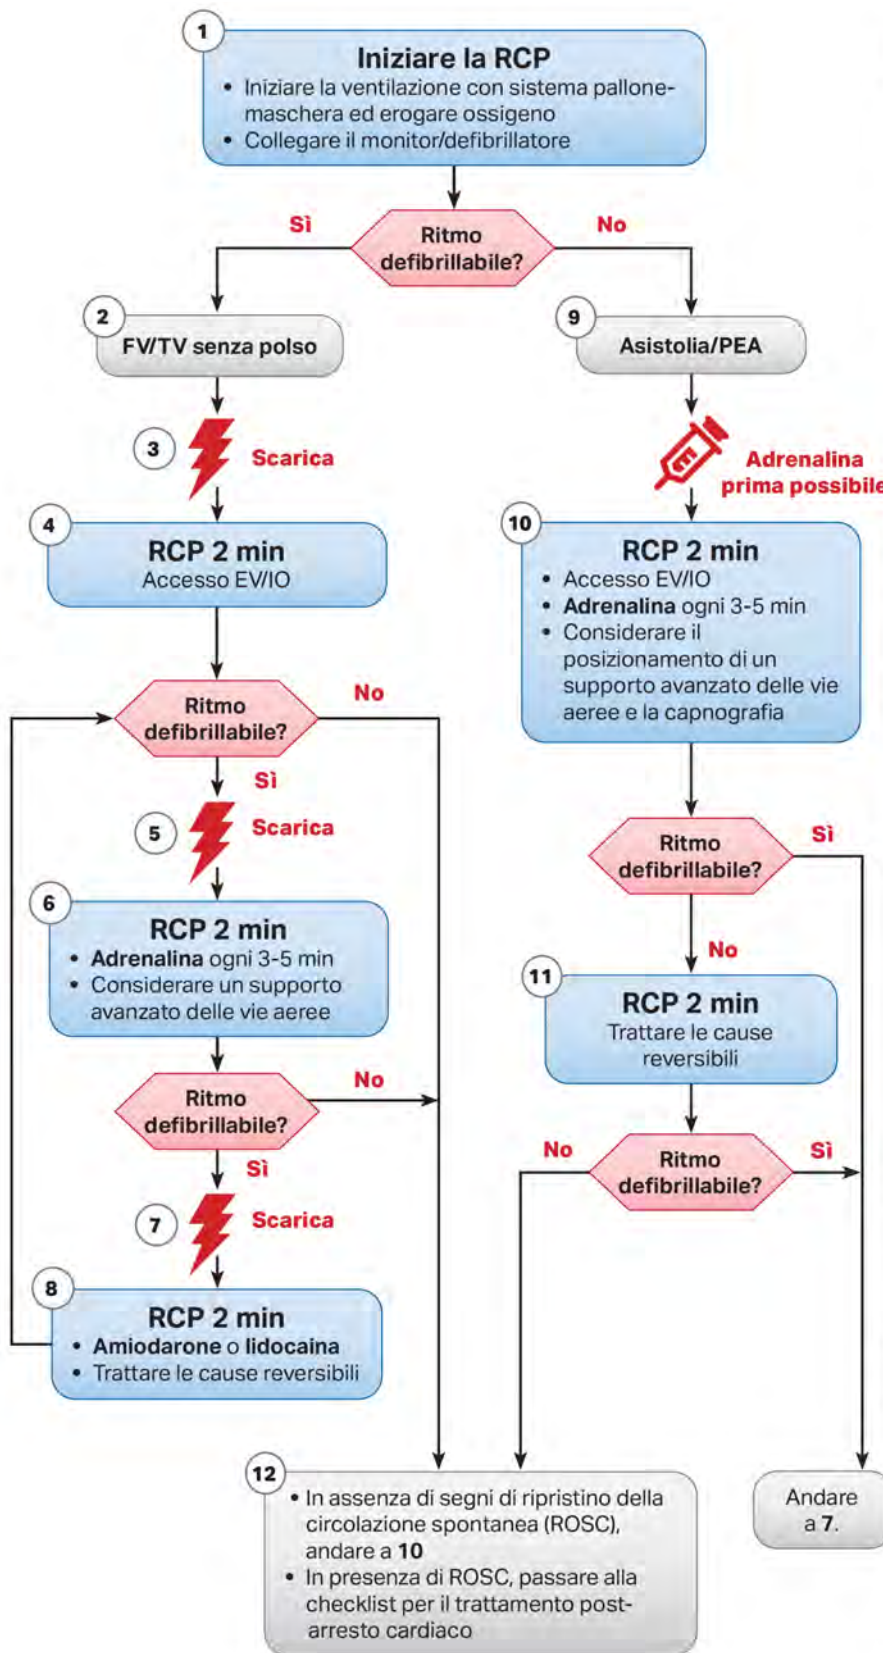 1
Iniziare la RCP
• Iniziare la ventilazione con sistema pallone-
maschera ed erogare ossigeno
• Collegare il monitor/defibrillatore
Ritmo
defibrillabile?
Sì
No
2
FV/TV senza polso
9
Asistolia/PEA
3
Scarica
Adrenalina
prima possibile
4
RCP 2 min
Accesso EV/IO
10
RCP 2 min
• Accesso EV/IO
• Adrenalina ogni 3-5 min
• Considerare il
posizionamento di un
supporto avanzato delle vie
aeree e la capnografia
Ritmo
defibrillabile?
No
Sì
5
Scarica
Ritmo
defibrillabile?
Sì
No
6
RCP 2 min
• Adrenalina ogni 3-5 min
• Considerare un supporto
avanzato delle vie aeree
11
RCP 2 min
Trattare le cause
reversibili
Ritmo
defibrillabile?
No
Sì
Ritmo
defibrillabile?
No
Sì
7
Scarica
8
RCP 2 min
• Amiodarone o lidocaina
• Trattare le cause reversibili
12
• In assenza di segni di ripristino della
circolazione spontanea (ROSC),
andare a 10
• In presenza di ROSC, passare alla
checklist per il trattamento post-
arresto cardiaco
Andare
a 7.